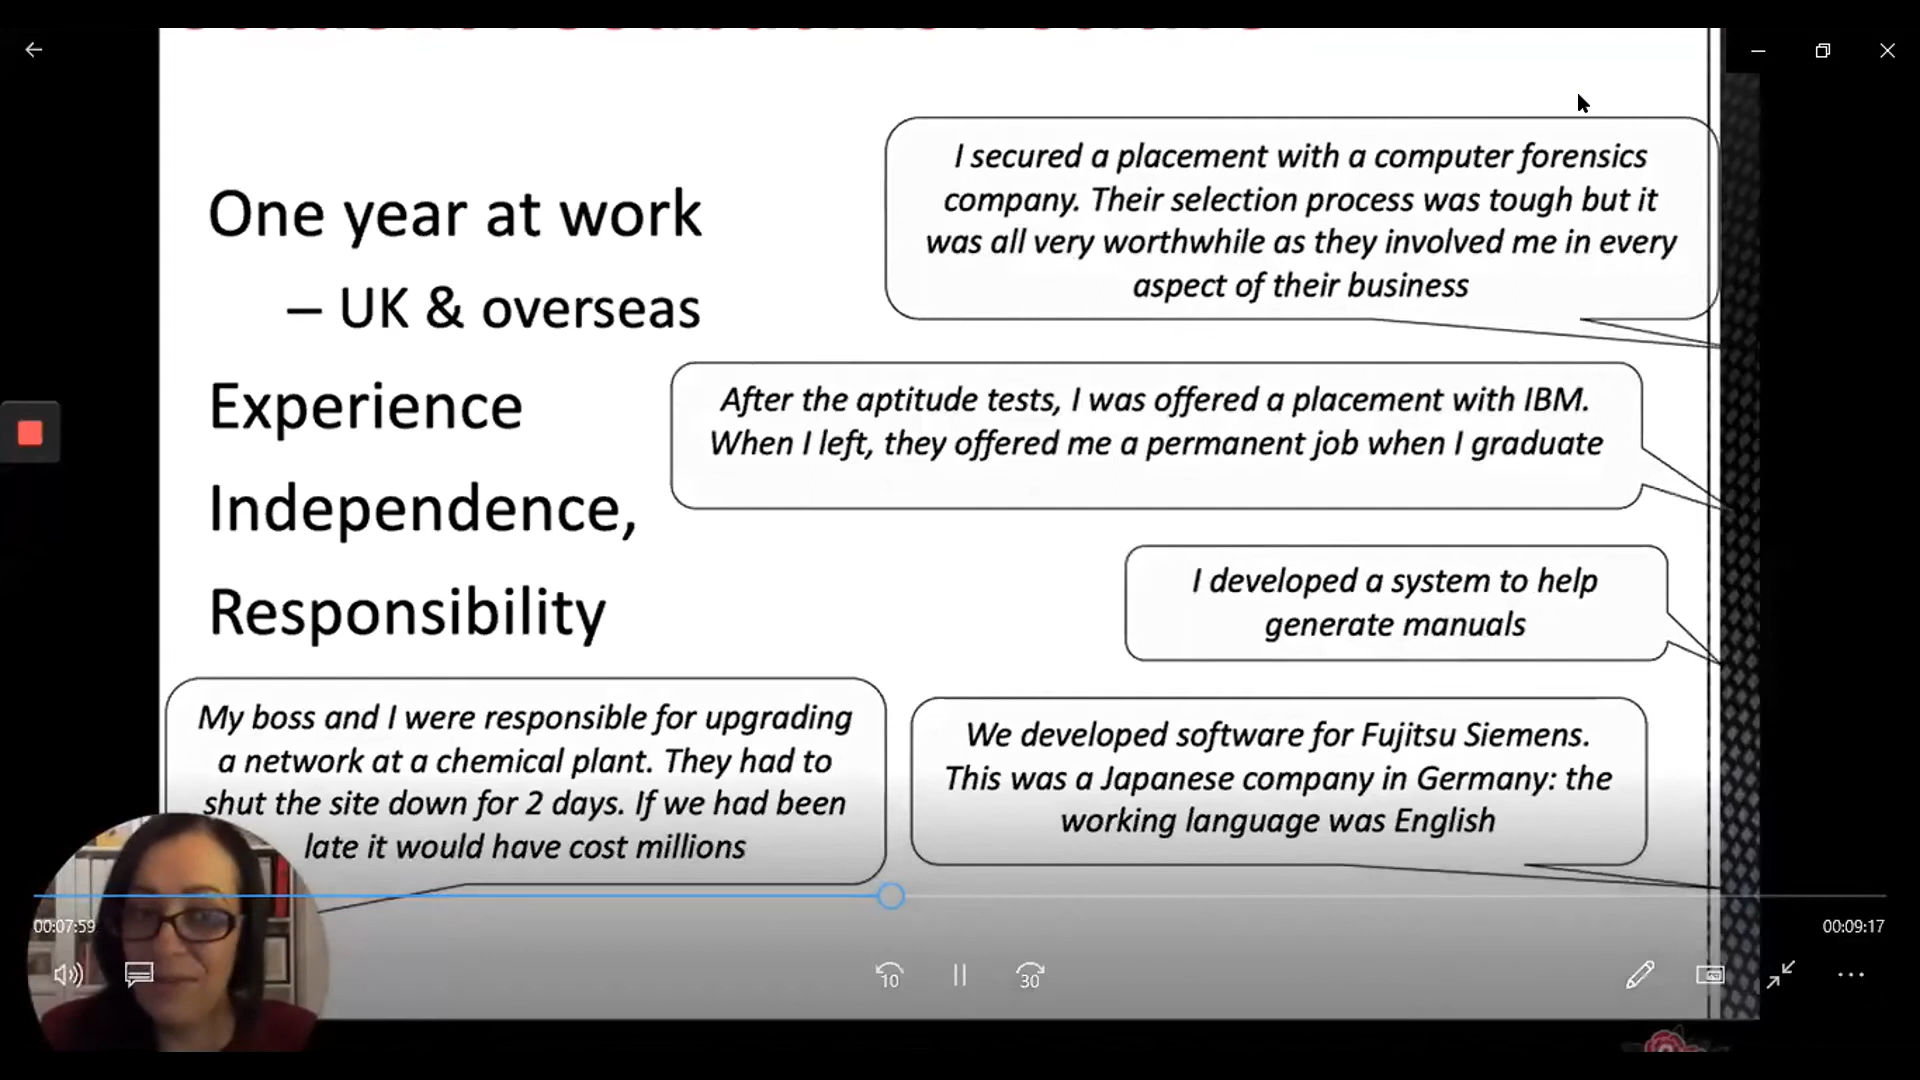 One year at work
– UK & overseas
Experience
Independence,
Responsibility
I secured a placement with a computer forensics
company. Their selection process was tough but it
was all very worthwhile as they involved me in every
aspect of their business
After the aptitude tests, I was offered a placement with IBM.
When I left, they offered me a permanent job when I graduate
I developed a system to help
generate manuals
My boss and I were responsible for upgrading
a network at a chemical plant. They had to
shut the site down for 2 days. If we had been
late it would have cost millions
We developed software for Fujitsu Siemens.
This was a Japanese company in Germany: the
working language was English
00:07:59
00:09:17
10
30